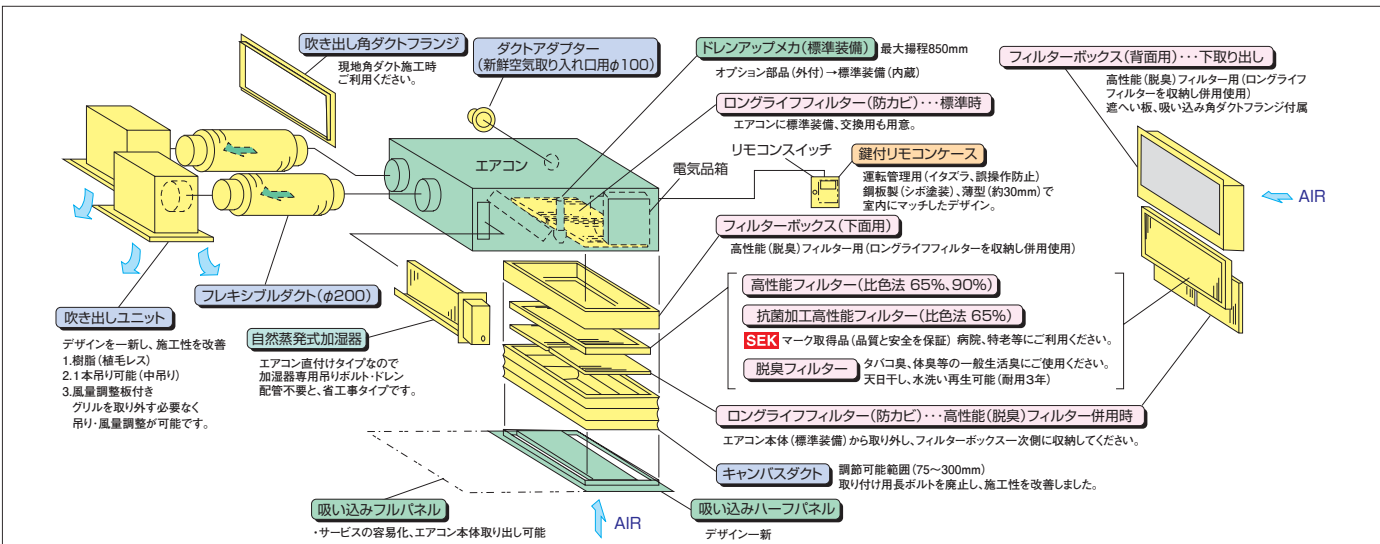 吹き出し角ダクトフランジ
現地角ダクト施工時
ご利用ください。
ダクトアダプター
(新鮮空気取り入れ口用φ100)
ドレンアップメカ(標準装備) 最大揚程850mm
オプション部品(外付)→標準装備(内蔵)
ロングライフフィルター(防カビ)・・・標準時
エアコンに標準装備、交換用も用意。
フィルターボックス(背面用)・・・下取り出し
高性能(脱臭)フィルター用(ロングライフ
フィルターを収納し併用使用)
遮へい板、吸い込み角ダクトフランジ付属
エアコン
電気品箱
リモコンスイッチ
鍵付リモコンケース
運転管理用(イタズラ、誤操作防止)
鋼板製(シボ塗装)、薄型(約30mm)で
室内にマッチしたデザイン。
AIR
フィルターボックス(下面用)
高性能(脱臭)フィルター用(ロングライフフィルターを収納し併用使用)
高性能フィルター(比色法 65%、90%)
抗菌加工高性能フィルター(比色法 65%)
SEK マーク取得品(品質と安全を保証) 病院、特老等にご利用ください。
脱臭フィルター タバコ臭、体臭等の一般生活臭にご使用ください。
天日干し、水洗い再生可能(耐用3年)
フレキシブルダクト(φ200)
吹き出しユニット
デザインを一新し、施工性を改善
1.樹脂(植毛レス)
2.1本吊り可能(中吊り)
3.風量調整板付き
グリルを取り外す必要なく
吊り・風量調整が可能です。
自然蒸発式加湿器
エアコン直付けタイプなので
加湿器専用吊りボルト・ドレン
配管不要と、省工事タイプです。
ロングライフフィルター(防カビ)・・・高性能(脱臭)フィルター併用時
エアコン本体(標準装備)から取り外し、フィルターボックス一次側に収納してください。
キャンバスダクト 調節可能範囲(75~300mm)
取り付け用長ボルトを廃止し、施工性を改善しました。
吸い込みフルパネル
・サービスの容易化、エアコン本体取り出し可能
AIR
吸い込みハーフパネル
デザイン一新